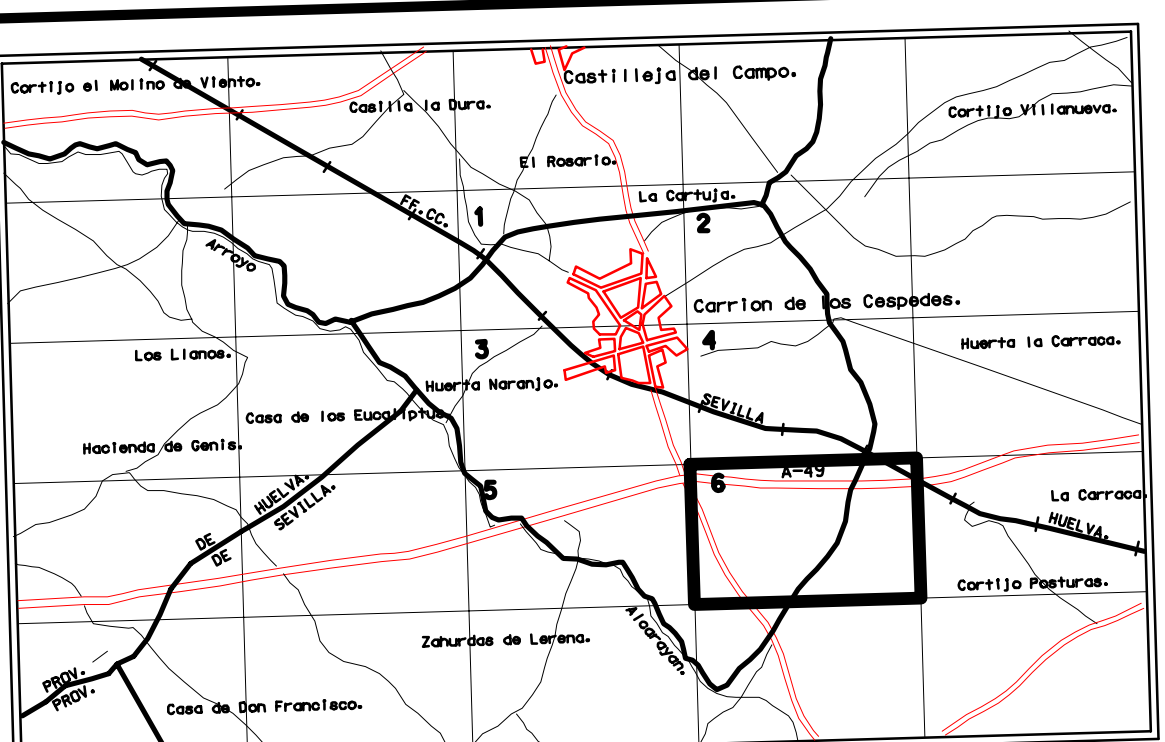 Castilleja del Campo.
Cortijo el Molino de Viento.
Casilla la Dura.
Cortijo Villanueva.
El Rosario.
La Cartuja.
FF.CC.
1
2
Arroyo
Carrion de los Cespedes.
Los Llanos.
3
4
Huerta la Carraca.
Huerta Naranjo.
Casa de los Eucaliptus.
SEVILLA
Hacienda de Genis.
A-49
5
6
HUELVA.
SEVILLA.
La Carraca
HUELVA.
DE
DE
Cortijo Posturas.
Zahurdas de Lerena.
Alcarayan.
PROV.
PROV.
Casa de Don Francisco.